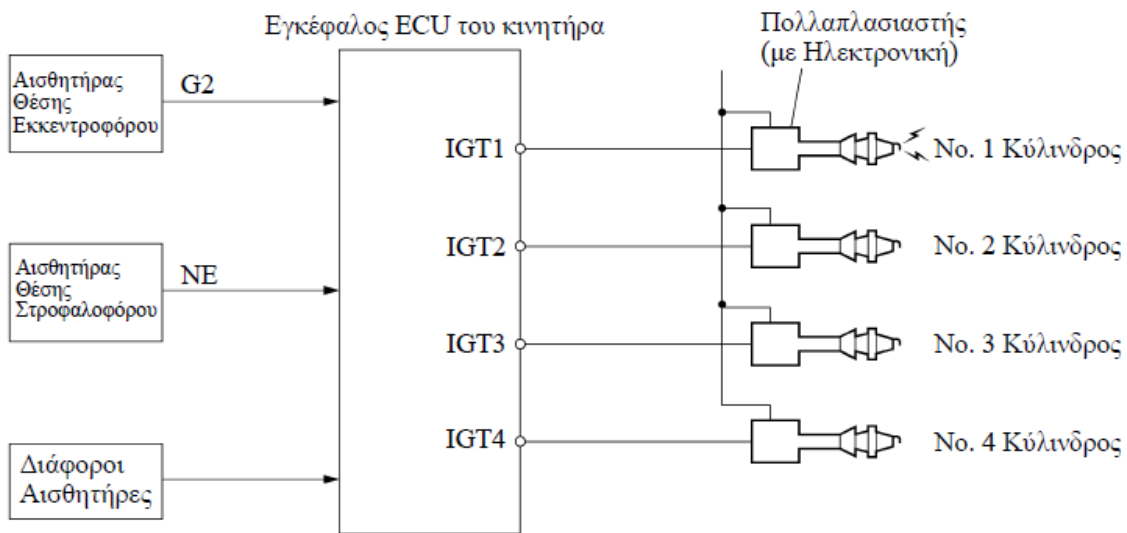 Εγκέφαλος ECU του κινητήρα
Πολλαπλασιαστής
(με Ηλεκτρονική)
Αισθητήρας
Θέσης
Εκκεντροφόρου
G2
IGT1
No. 1 Κύλινδρος
IGT2
No. 2 Κύλινδρος
Αισθητήρας
Θέσης
Στροφαλοφόρου
NE
IGT3
No. 3 Κύλινδρος
IGT4
No. 4 Κύλινδρος
Διάφοροι
Αισθητήρες